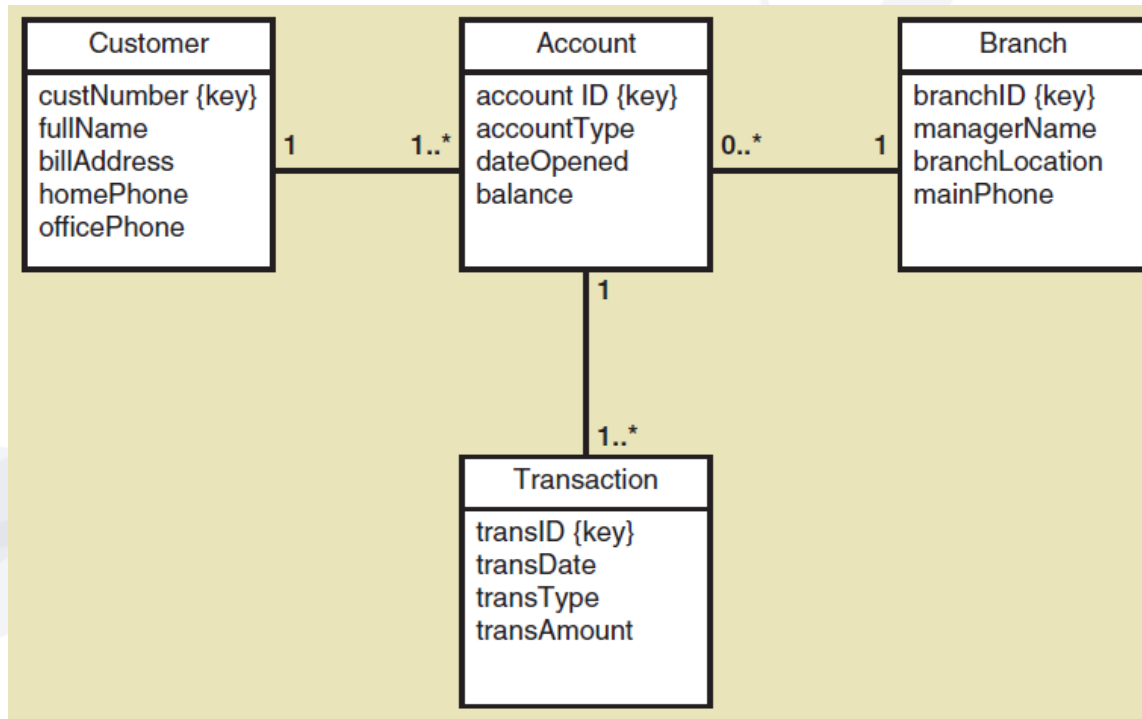 Customer
custNumber {key}
fullName
billAddress
homePhone
officePhone
1
1..*
Account
account ID {key}
accountType
dateOpened
balance
0..*
1
Branch
branchID {key}
managerName
branchLocation
mainPhone
1
1..*
Transaction
transID {key}
transDate
transType
transAmount